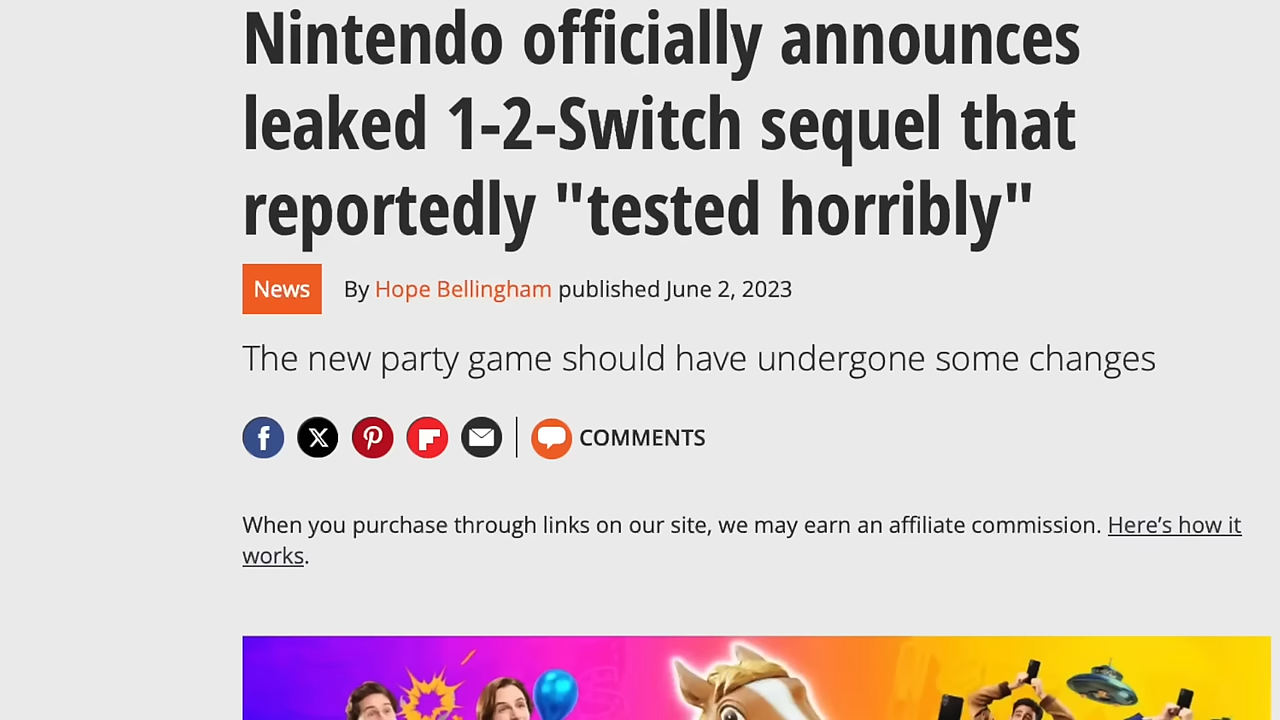 Nintendo officially announces
leaked 1-2-Switch sequel that
reportedly "tested horribly"
News By Hope Bellingham published June 2, 2023
The new party game should have undergone some changes
COMMENTS
When you purchase through links on our site, we may earn an affiliate commission. Here’s how it
works.